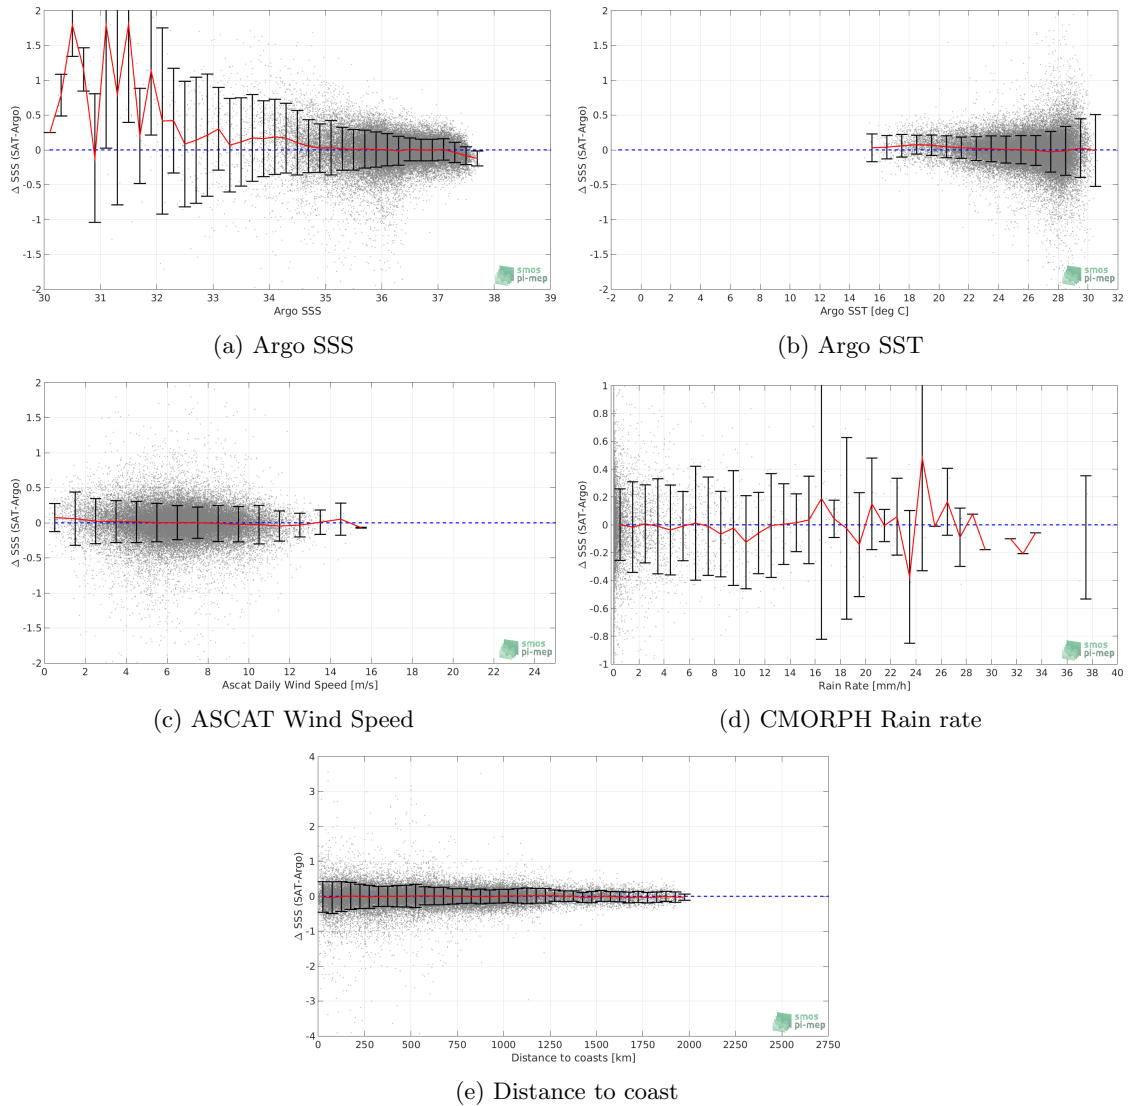 2
1.5
1
0.5
0
-0.5
-1
-1.5
-2
Δ SSS (SAT-Argo)
30 31 32 33 34 35 36 37 38 39
Argo SSS
smos
pi-mep
(a) Argo SSS
2
1.5
1
0.5
0
-0.5
-1
-1.5
-2
Δ SSS (SAT-Argo)
-2 0 2 4 6 8 10 12 14 16 18 20 22 24 26 28 30 32
Argo SST [deg C]
smos
pi-mep
(b) Argo SST
2
1.5
1
0.5
0
-0.5
-1
-1.5
-2
Δ SSS (SAT-Argo)
0 2 4 6 8 10 12 14 16 18 20 22 24
Ascat Daily Wind Speed [m/s]
smos
pi-mep
(c) ASCAT Wind Speed
1
0.8
0.6
0.4
0.2
0
-0.2
-0.4
-0.6
-0.8
-1
Δ SSS (SAT-Argo)
0 2 4 6 8 10 12 14 16 18 20 22 24 26 28 30 32 34 36 38 40
Rain Rate [mm/h]
smos
pi-mep
(d) CMORPH Rain rate
4
3
2
1
0
-1
-2
-3
-4
Δ SSS (SAT-Argo)
0 250 500 750 1000 1250 1500 1750 2000 2250 2500 2750
Distance to coasts [km]
smos
pi-mep
(e) Distance to coast